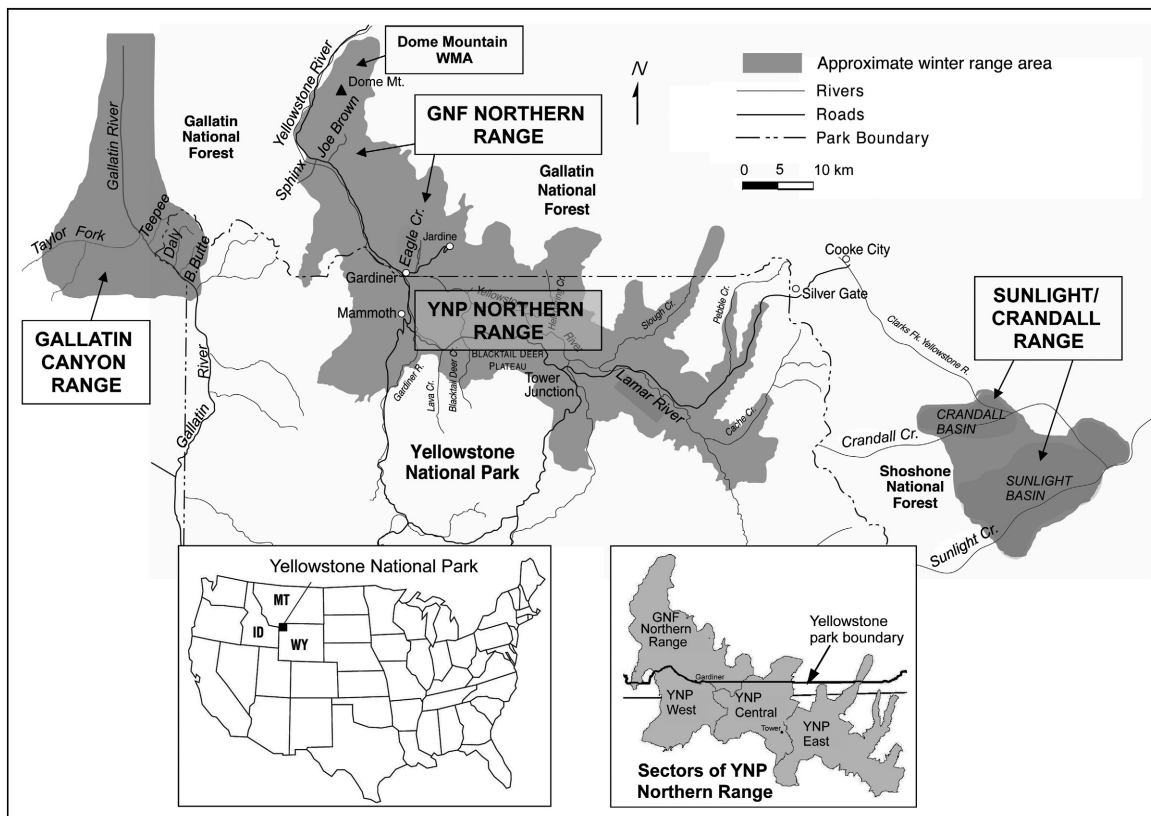 Dome Mountain
WMA
Yellowstone River
Dome Mt.
Joe Brown
Sphinx
GNF NORTHERN
RANGE
Gallatin
National
Forest
Gallatin River
N
Approximate winter range area
Rivers
Roads
Park Boundary
0 5 10 km
Gallatin
National
Forest
Taylor Fork
Teepee
Daly
B.Butte
Eagle Cr.
Jardine
Gardiner
Mammoth
Yellowstone
River
YNP NORTHERN
RANGE
Slough Cr.
Pebble Cr.
Cooke City
Silver Gate
Clarks Fk. Yellowstone R.
SUNLIGHT/
CRANDALL
RANGE
GALLATIN
CANYON
RANGE
Gallatin River
Gardiner R.
Lava Cr.
Blacktail Deer Cr.
BLACKTAIL DEER
PLATEAU
Tower
Junction
Lamar River
Cache Cr.
CRANDALL
BASIN
Crandall Cr.
Yellowstone
National Park
Shoshone
National
Forest
SUNLIGHT
BASIN
Sunlight Cr.
Yellowstone National Park
MT
ID
WY
GNF
Northern
Range
Yellowstone
park boundary
Gardiner
YNP
West
YNP
Central
Tower
YNP
East
Sectors of YNP
Northern Range